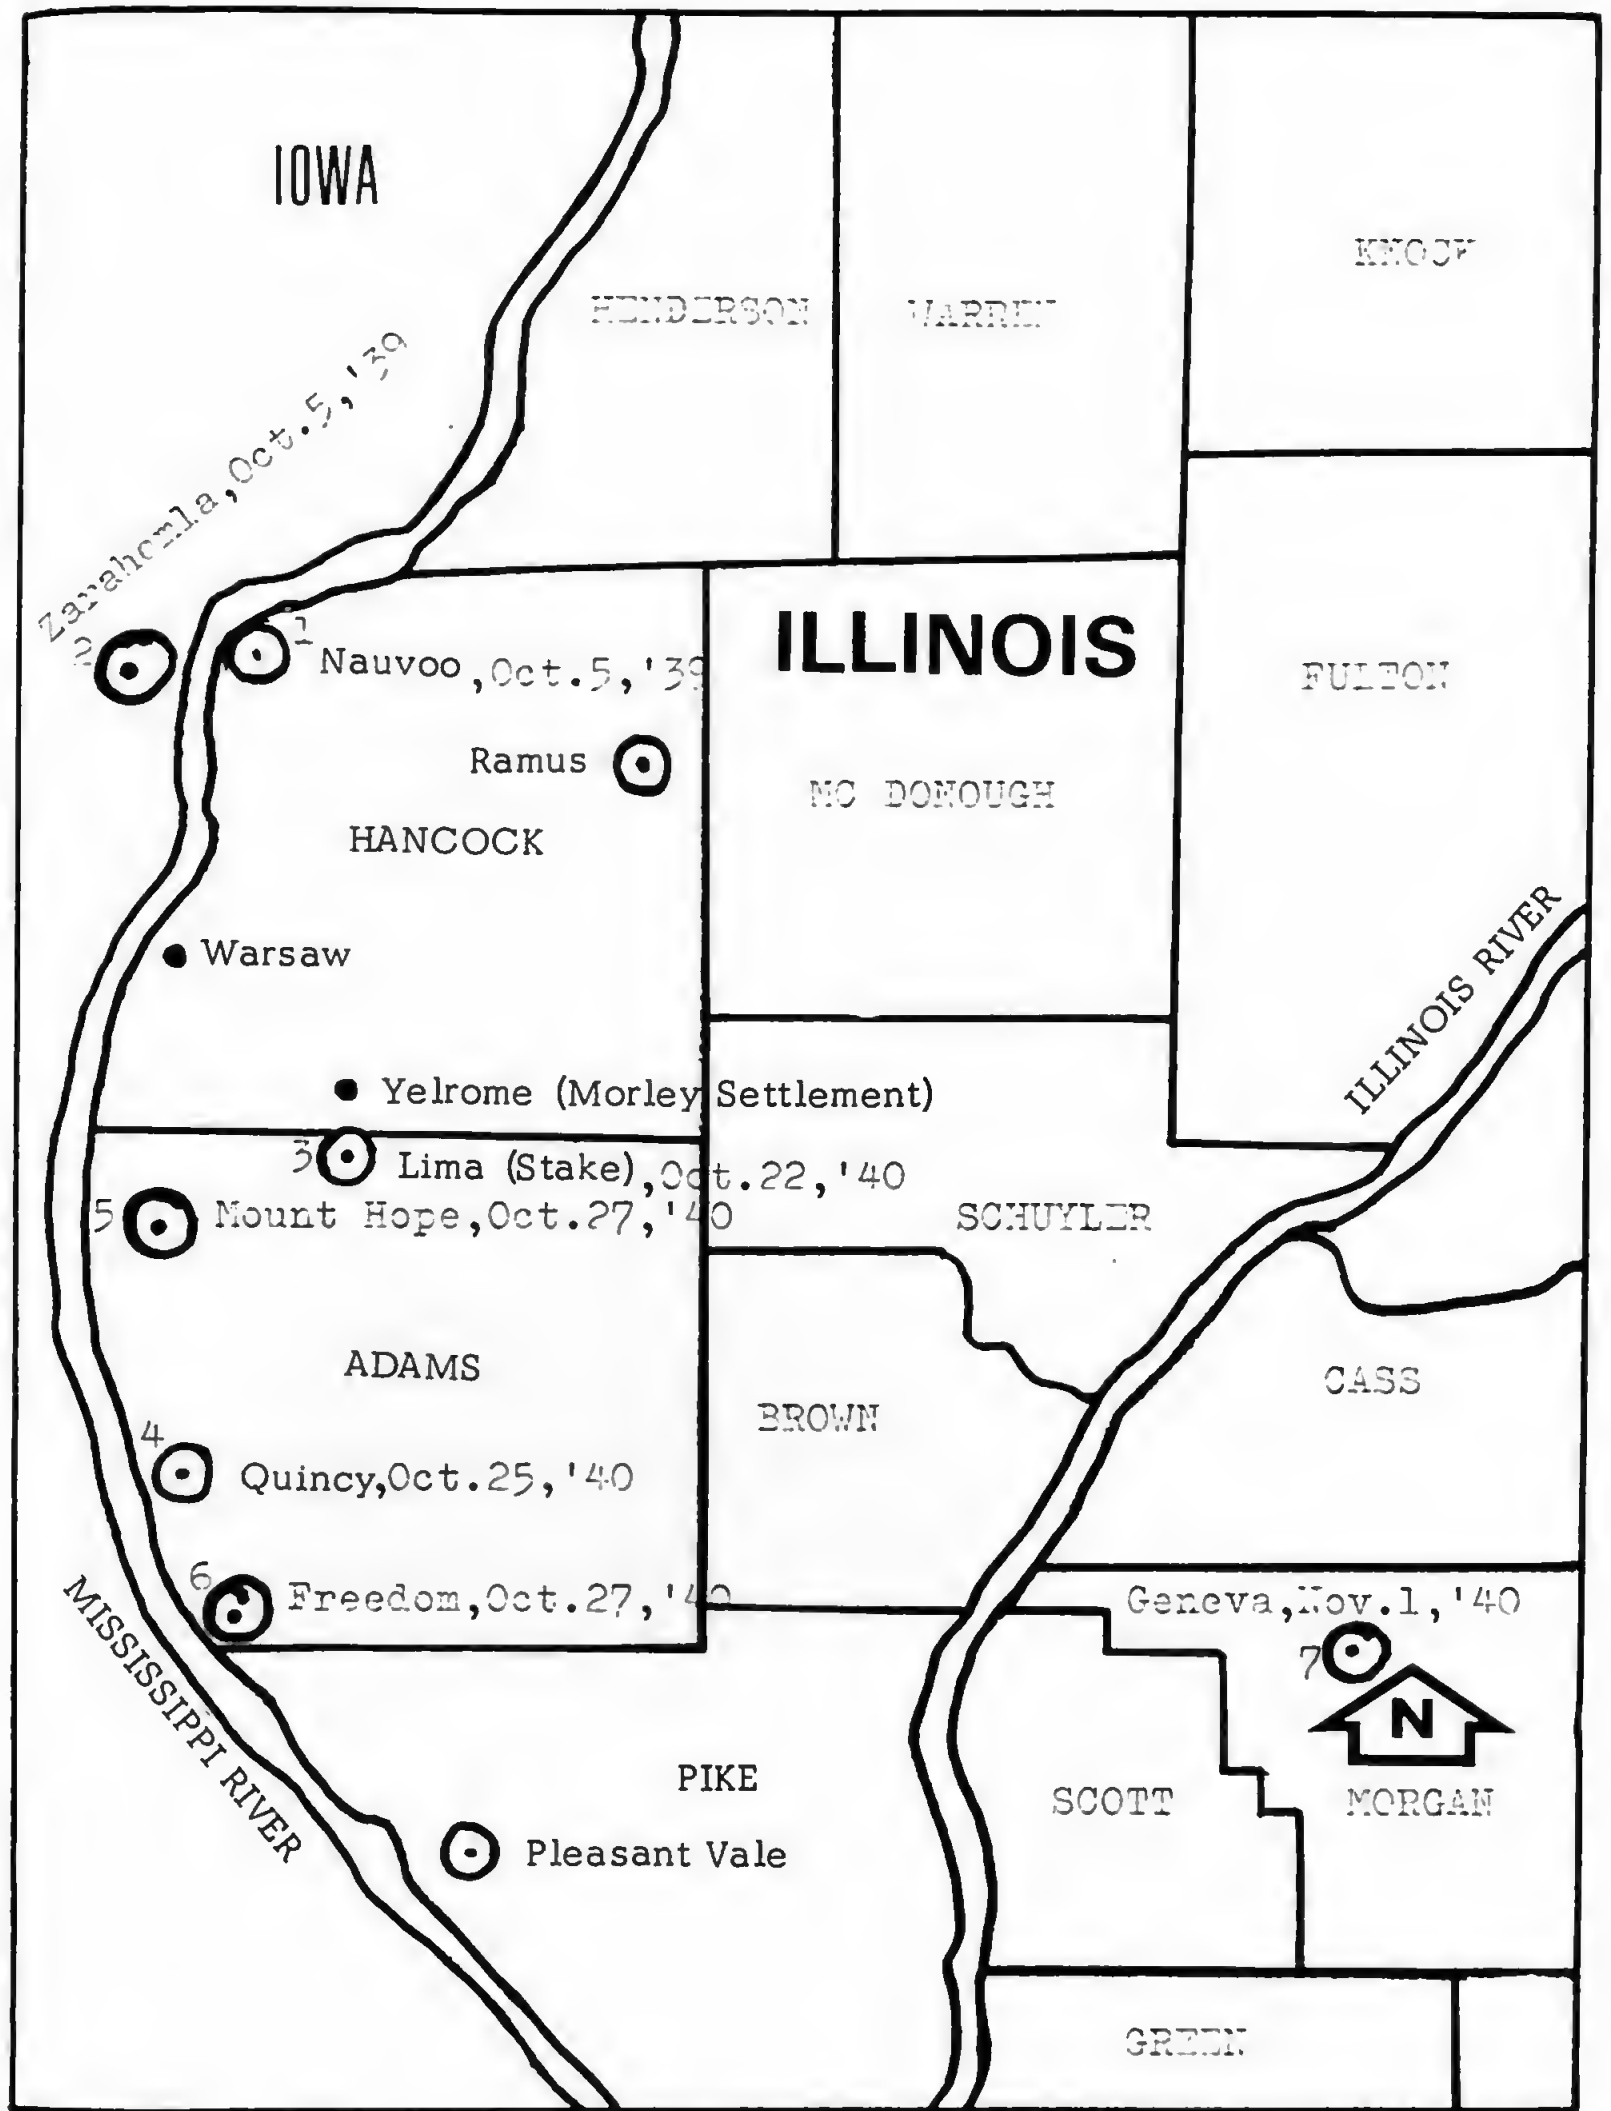 IOWA
KNOCK
HENDERSON
WARREN
Zarahomla,Oct.5,'39
2
1
Nauvoo,Oct.5,'39
ILLINOIS
FULTON
Ramus
MC DONOUGH
HANCOCK
ILLINOIS RIVER
Warsaw
Yelrome (Morley Settlement)
3
Lima (Stake),Oct.22,'40
5
Mount Hope,Oct.27,'40
SCHUYLER
ADAMS
CASS
BROWN
4
Quincy,Oct.25,'40
6
Freedom,Oct.27,'40
Geneva,Nov.1,'40
7
MISSISSIPPI RIVER
N
PIKE
SCOTT
MORGAN
Pleasant Vale
GREEN